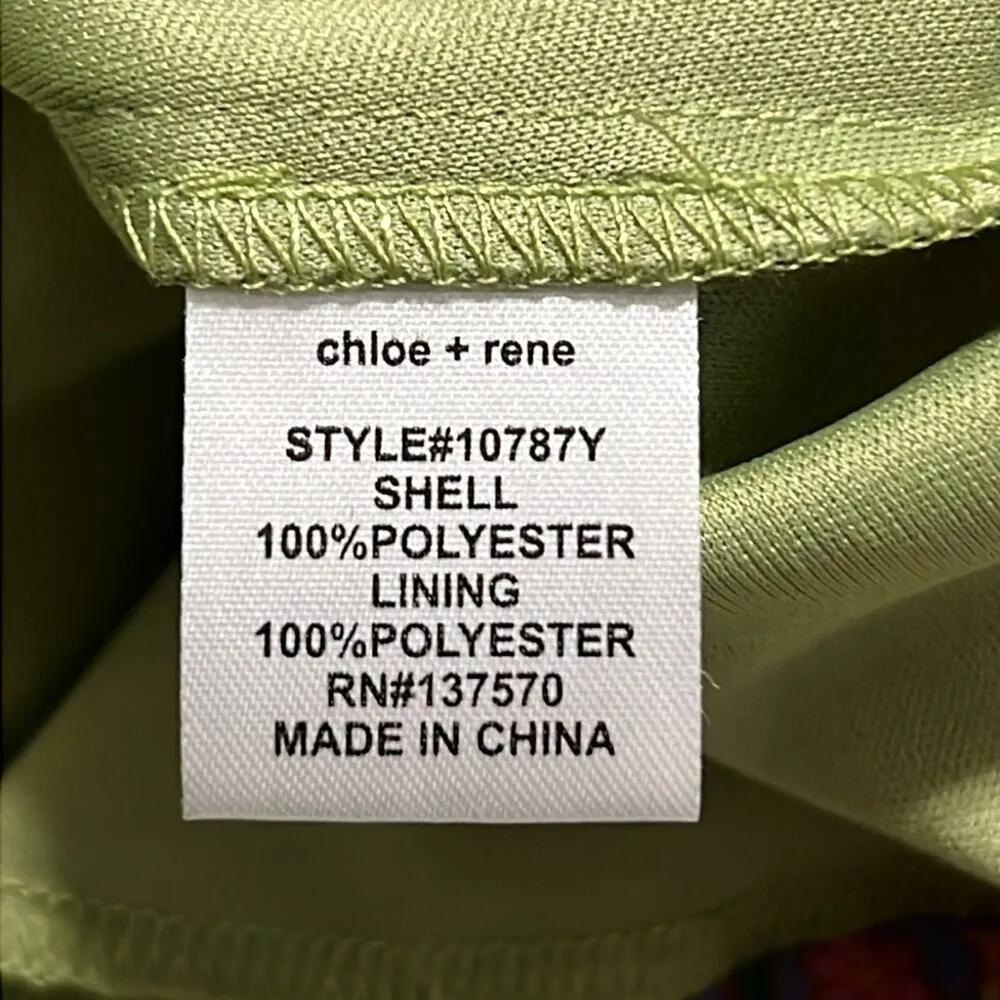 chloe + rene
STYLE#10787Y
SHELL
100%POLYESTER
LINING
100%POLYESTER
RN#137570
MADE IN CHINA